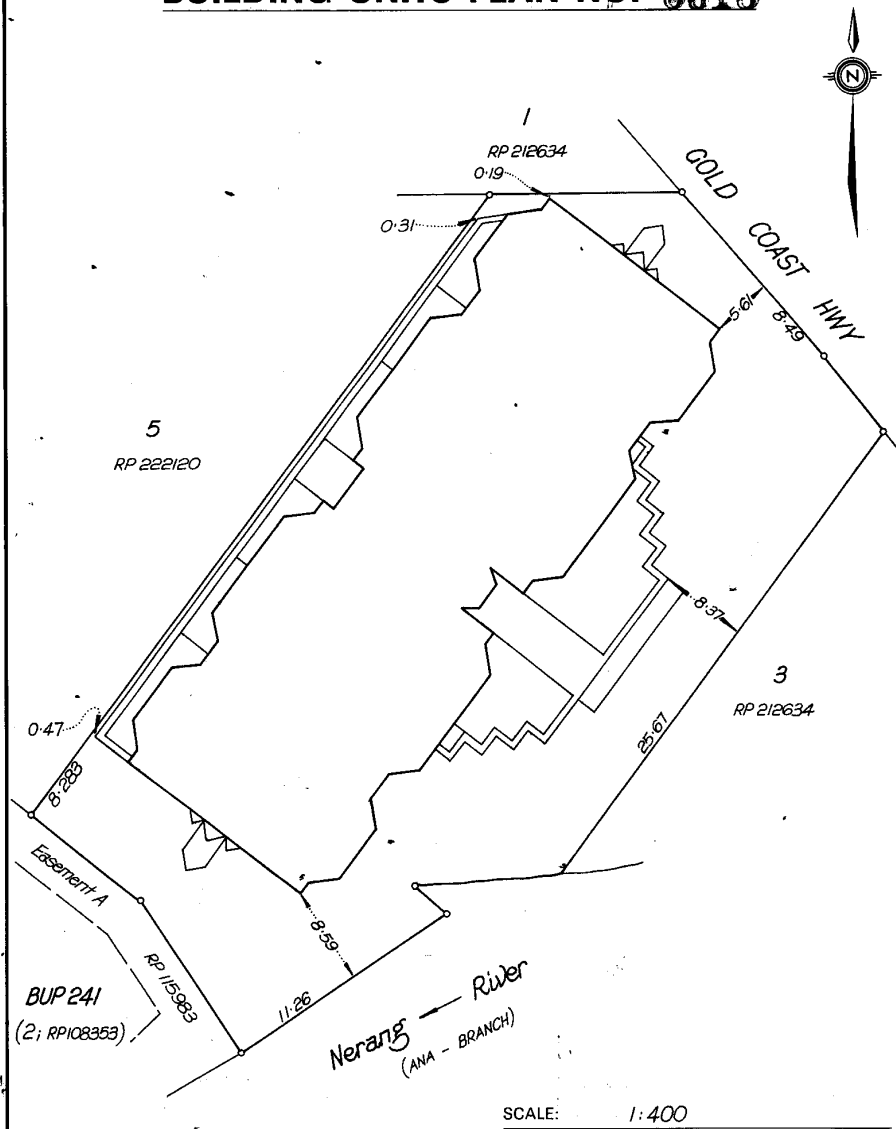 BUILDING UNITS PLAN NO.
N
1
RP 212634
0·19
0·31
GOLD COAST HWY
5·61
8·49
5
RP 222120
8·37
3
RP 212634
25·67
0·47
8·283
Easement A
RP 115983
8·59
11·26
BUP 241
(2; RP108353)
Nerang River
(ANA - BRANCH)
SCALE: 1:400